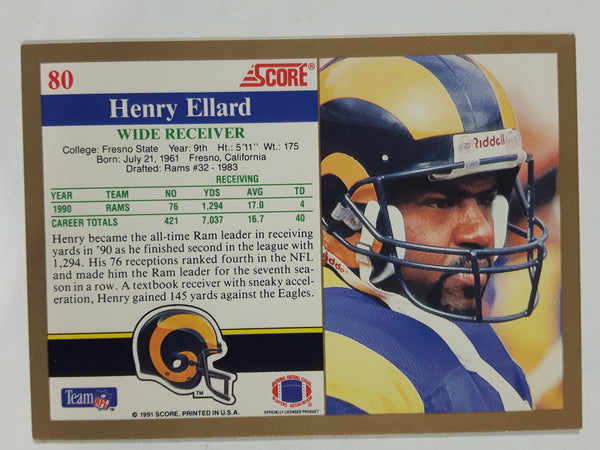 80
SCORE®
Henry Ellard
WIDE RECEIVER
College: Fresno State Year: 9th Ht.: 5'11" Wt.: 175
Born: July 21, 1961 Fresno, California
Drafted: Rams #32 - 1983
RECEIVING
YEAR TEAM NO YDS AVG TD
1990 RAMS 76 1,294 17.0 4
CAREER TOTALS 421 7,037 16.7 40
Henry became the all-time Ram leader in receiving
yards in '90 as he finished second in the league with
1,294. His 76 receptions ranked fourth in the NFL
and made him the Ram leader for the seventh sea-
son in a row. A textbook receiver with sneaky accel-
eration, Henry gained 145 yards against the Eagles.
TM
Team NFL
© 1991 SCORE, PRINTED IN U.S.A.
OFFICIALLY LICENSED PRODUCT
Riddell